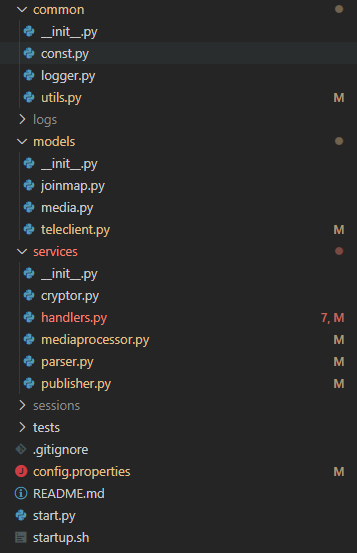 common
__init__.py
const.py
logger.py
utils.py M
logs
models
__init__.py
joinmap.py
media.py
teleclient.py M
services
__init__.py
cryptor.py
handlers.py 7, M
mediaprocessor.py M
parser.py M
publisher.py M
sessions
tests
.gitignore
config.properties M
README.md
start.py
startup.sh